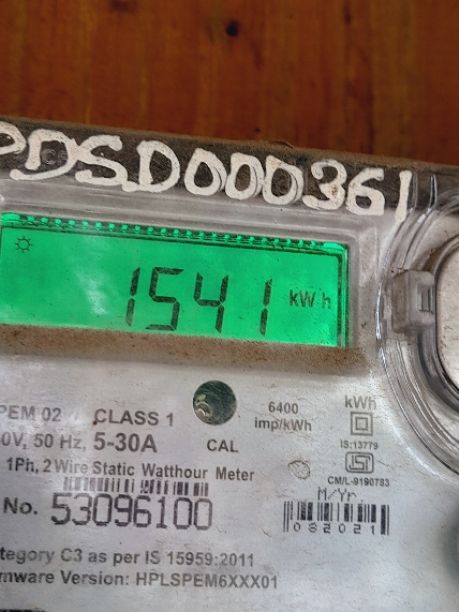 PDSD000361
1541 kWh
PEM 02 CLASS 1
0V, 50 Hz, 5-30A
CAL
6400
imp/kWh
kWh
IS:13779
CM/L-9190783
1Ph, 2 Wire Static Watthour Meter
No. 53096100
M/Yr.
082021
tegory C3 as per IS 15959:2011
mware Version: HPLSPEM6XXX01